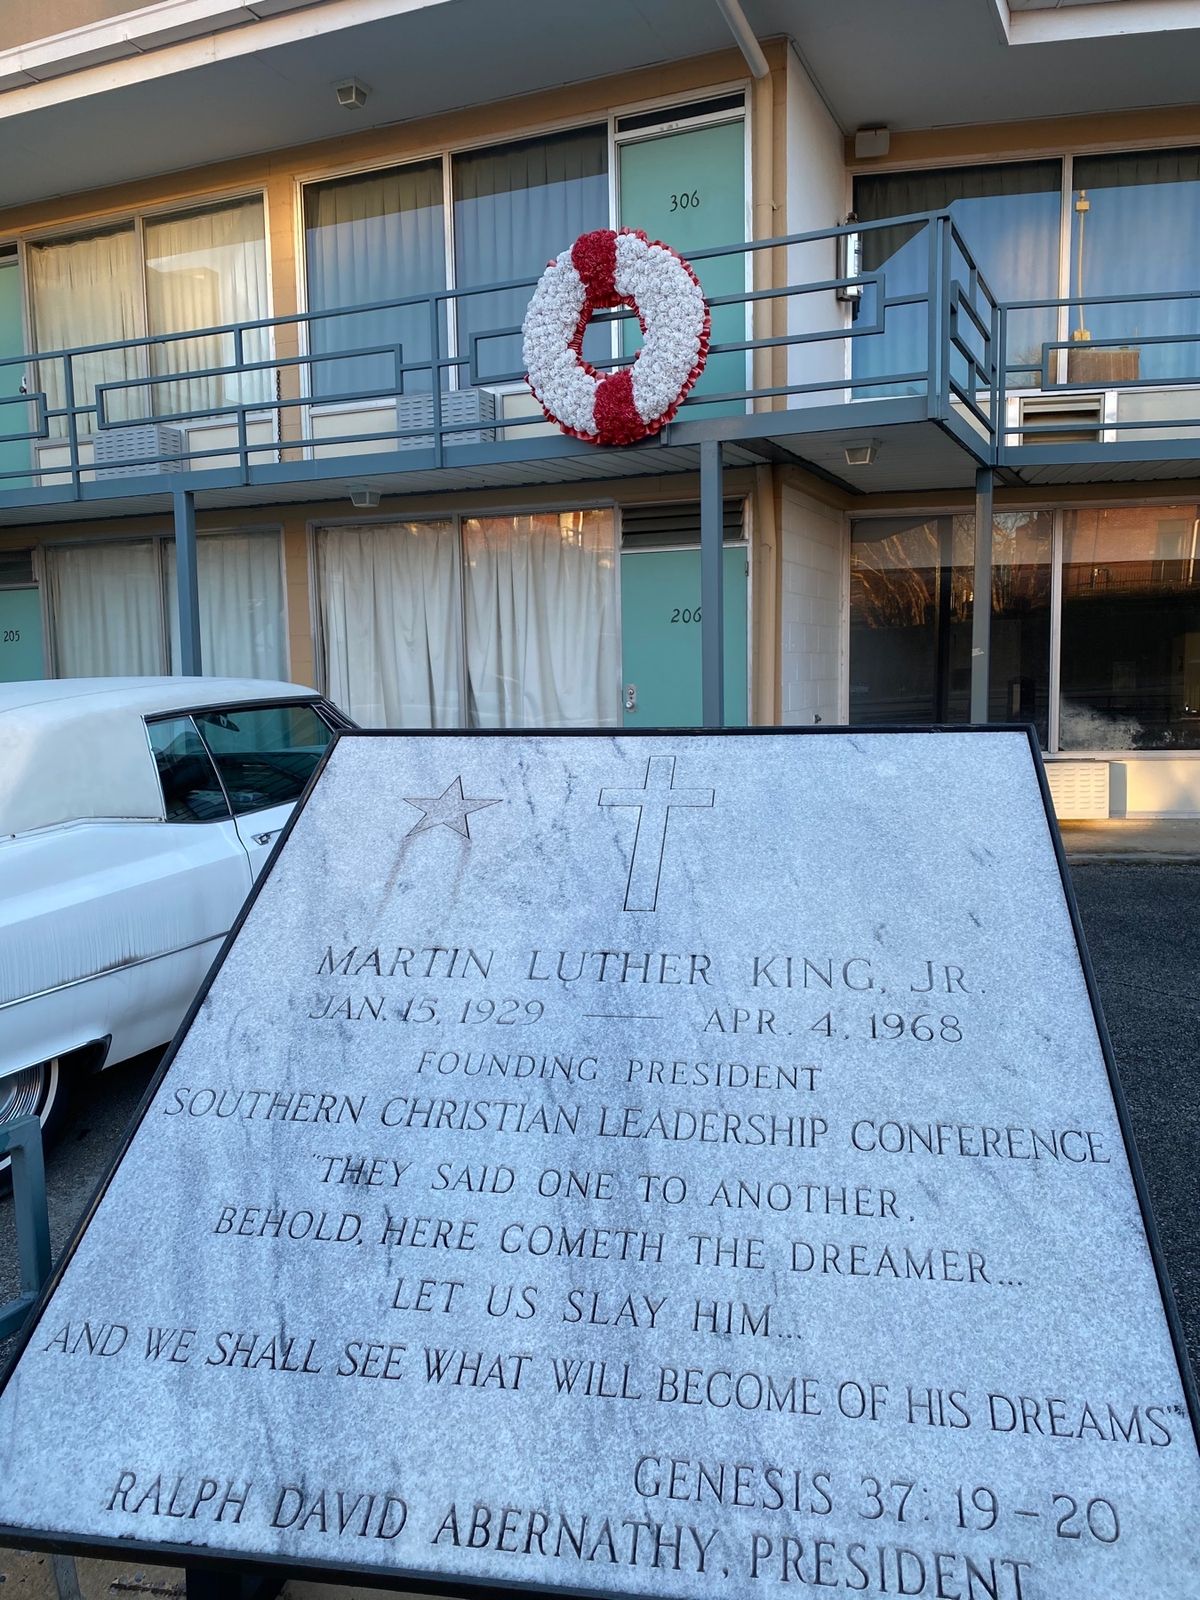 306
206
205
MARTIN LUTHER KING, JR.
JAN. 15, 1929 — APR. 4, 1968
FOUNDING PRESIDENT
SOUTHERN CHRISTIAN LEADERSHIP CONFERENCE
"THEY SAID ONE TO ANOTHER,
BEHOLD, HERE COMETH THE DREAMER...
LET US SLAY HIM...
AND WE SHALL SEE WHAT WILL BECOME OF HIS DREAMS"
GENESIS 37: 19-20
RALPH DAVID ABERNATHY, PRESIDENT